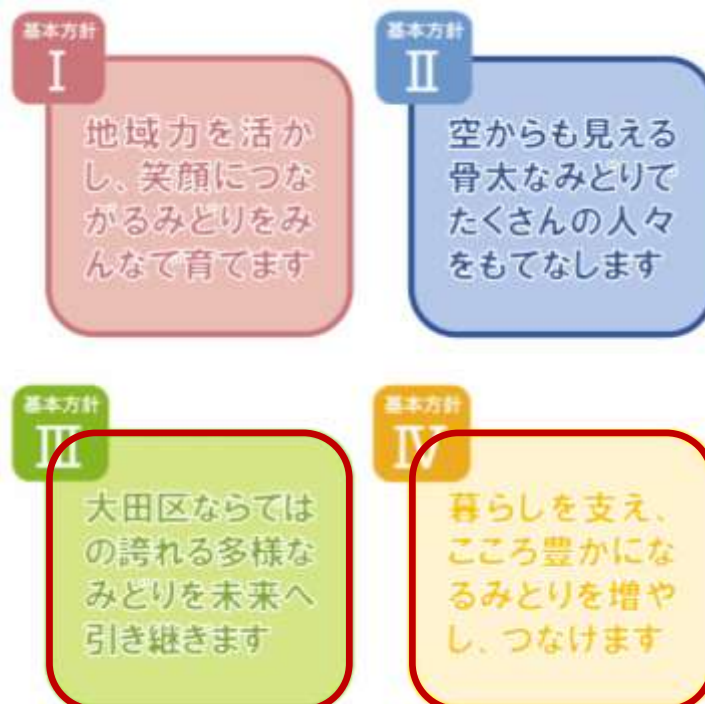 基本方針
Ⅰ
地域力を活か
し、笑顔につな
がるみどりをみ
んなで育てます
基本方針
Ⅱ
空からも見える
骨太なみどりで
たくさんの人々
をもてなします
基本方針
Ⅲ
大田区ならでは
の誇れる多様な
みどりを未来へ
引き継きます
基本方針
Ⅳ
暮らしを支え、
こころ豊かにな
るみどりを増や
し、つなげます